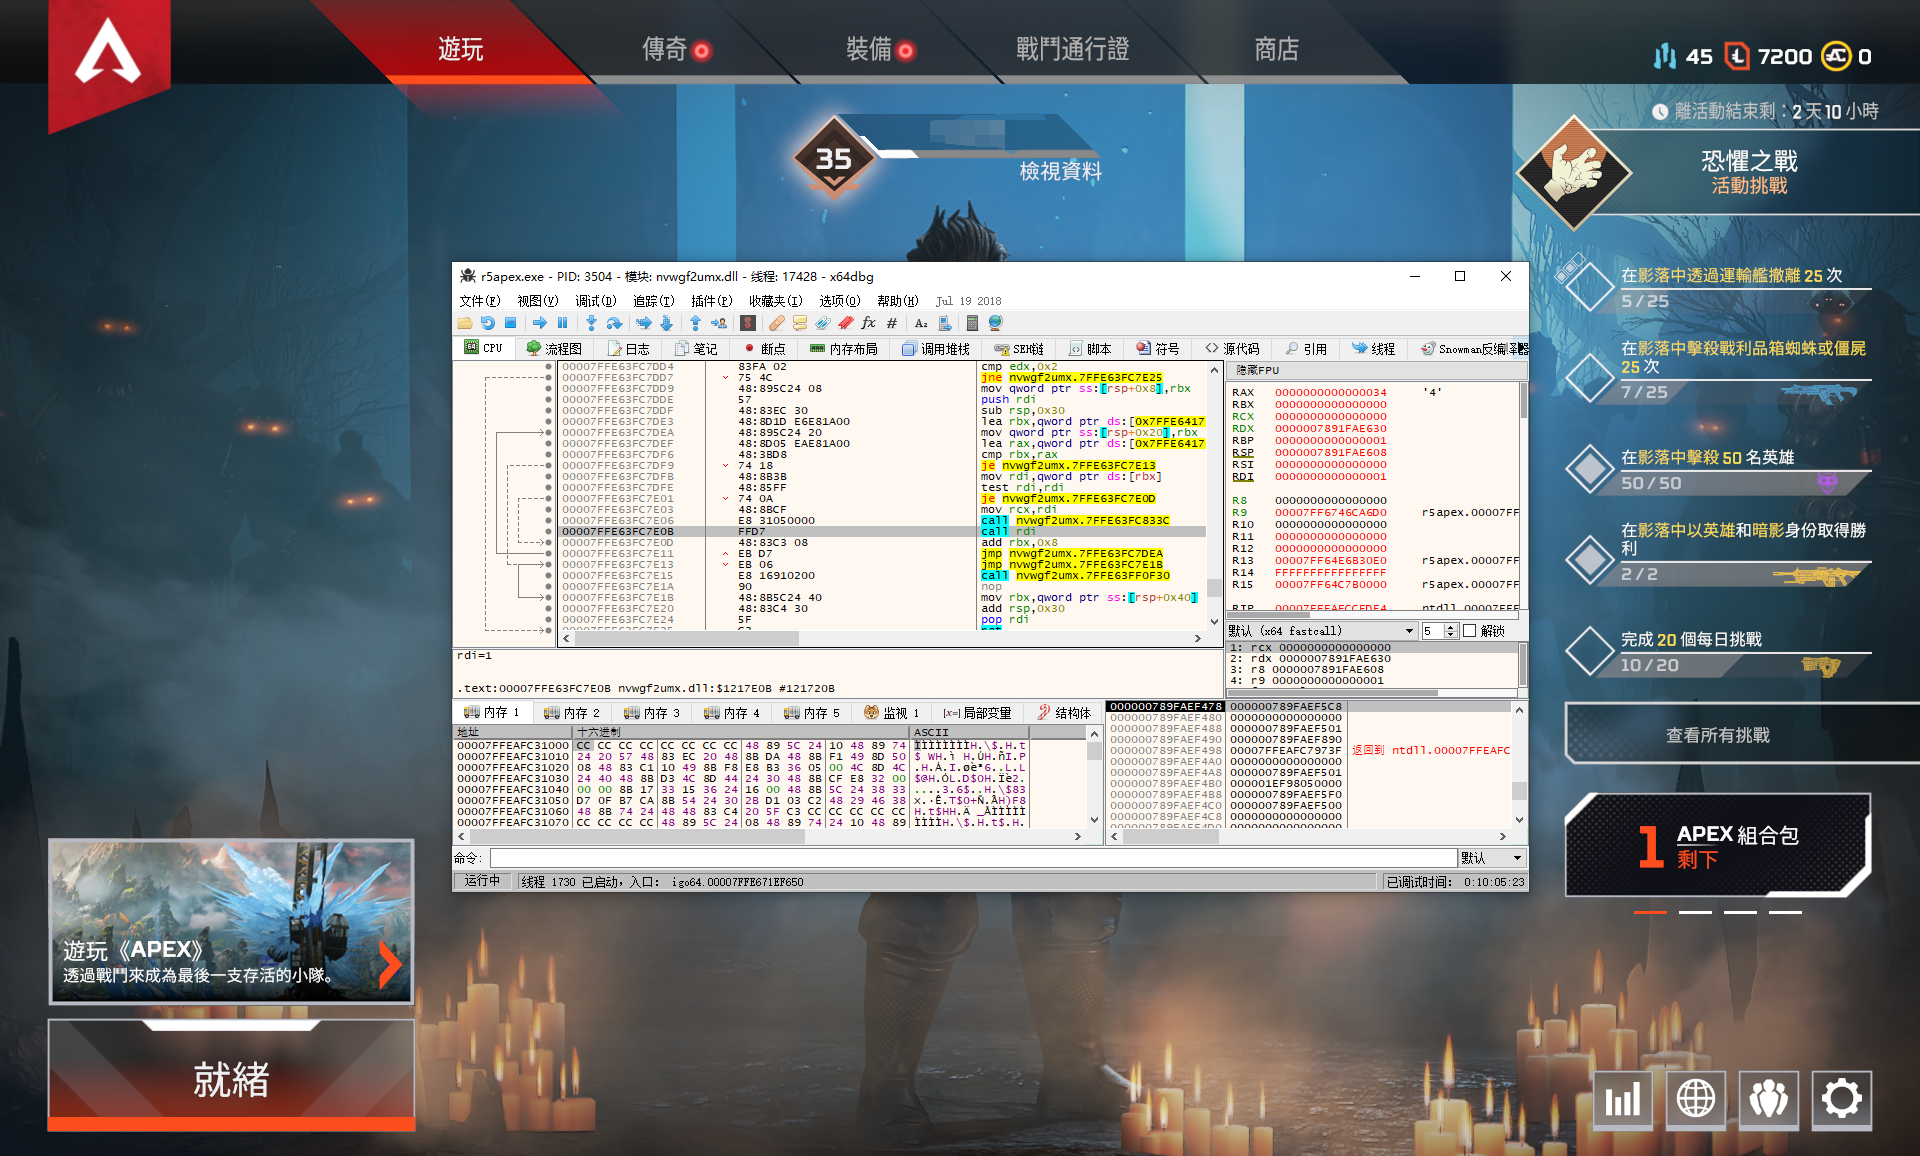 遊玩
傳奇
裝備
戰鬥通行證
商店
45
7200
0
離活動結束剩：2 天 10 小時
35
檢視資料
恐懼之戰
活動挑戰
在影落中透過運輸艦撤離 25 次
5 / 25
在影落中擊殺戰利品箱蜘蛛或僵屍
25 次
7 / 25
在影落中擊殺 50 名英雄
50 / 50
在影落中以英雄和暗影身份取得勝
利
2 / 2
完成 20 個每日挑戰
10 / 20
查看所有挑戰
1
APEX 組合包
剩下
r5apex.exe - PID: 3504 - 模块: nvwgf2umx.dll - 线程: 17428 - x64dbg
文件(F) 视图(V) 调试(D) 追踪(T) 插件(P) 收藏夹(I) 选项(O) 帮助(H) Jul 19 2018
CPU 流程图 日志 笔记 断点 内存布局 调用堆栈 SEH链 脚本 符号 源代码 引用 线程 Snowman反编译器
00007FFE63FC7DD4 83FA 02 cmp edx,0x2
00007FFE63FC7DD7 75 4C jne nvwgf2umx.7FFE63FC7E25
00007FFE63FC7DD9 48:895C24 08 mov qword ptr ss:[rsp+0x8],rbx
00007FFE63FC7DDE 57 push rdi
00007FFE63FC7DDF 48:83EC 30 sub rsp,0x30
00007FFE63FC7DE3 48:8D1D E6E81A00 lea rbx,qword ptr ds:[0x7FFE6417
00007FFE63FC7DEA 48:895C24 20 mov qword ptr ss:[rsp+0x20],rbx
00007FFE63FC7DEF 48:8D05 EAE81A00 lea rax,qword ptr ds:[0x7FFE6417
00007FFE63FC7DF6 48:3BD8 cmp rbx,rax
00007FFE63FC7DF9 74 18 je nvwgf2umx.7FFE63FC7E13
00007FFE63FC7DFB 48:8B3B mov rdi,qword ptr ds:[rbx]
00007FFE63FC7DFE 48:85FF test rdi,rdi
00007FFE63FC7E01 74 0A je nvwgf2umx.7FFE63FC7E0D
00007FFE63FC7E03 48:8BCF mov rcx,rdi
00007FFE63FC7E06 E8 31050000 call nvwgf2umx.7FFE63FC833C
00007FFE63FC7E0B FFD7 call rdi
00007FFE63FC7E0D 48:83C3 08 add rbx,0x8
00007FFE63FC7E11 EB D7 jmp nvwgf2umx.7FFE63FC7DEA
00007FFE63FC7E13 EB 06 jmp nvwgf2umx.7FFE63FC7E1B
00007FFE63FC7E15 E8 16910200 call nvwgf2umx.7FFE63FF0F30
00007FFE63FC7E1A 90 nop
00007FFE63FC7E1B 48:8B5C24 40 mov rbx,qword ptr ss:[rsp+0x40]
00007FFE63FC7E20 48:83C4 30 add rsp,0x30
00007FFE63FC7E24 5F pop rdi
隐藏FPU
RAX 0000000000000034 '4'
RBX 0000000000000000
RCX 0000000000000000
RDX 0000007891FAE630
RBP 0000000000000001
RSP 0000007891FAE608
RSI 0000000000000000
RDI 0000000000000001
R8 0000000000000000
R9 00007FF6746CA6D0 r5apex.00007FF
R10 0000000000000000
R11 0000000000000000
R12 0000000000000000
R13 00007FF64E6B30E0 r5apex.00007FF
R14 FFFFFFFFFFFFFFFF
R15 00007FF64C7B0000 r5apex.00007FF
RIP 00007FFEAFCCFDF4 ntdll.00007FFF
默认 (x64 fastcall) 5 解锁
1: rcx 0000000000000000
2: rdx 0000007891FAE630
3: r8 0000007891FAE608
4: r9 0000000000000001
rdi=1
.text:00007FFE63FC7E0B nvwgf2umx.dll:$1217E0B #121720B
内存 1 内存 2 内存 3 内存 4 内存 5 监视 1 [x=]局部变量 结构体
地址 十六进制 ASCII
00007FFEAFC31000 CC CC CC CC CC CC CC CC 48 89 5C 24 10 48 89 74 ÌÌÌÌÌÌÌÌH.\$.H.t
00007FFEAFC31010 24 20 57 48 83 EC 20 48 8B DA 48 8B F1 49 8D 50 $ WH.ì H.ÚH.ñI.P
00007FFEAFC31020 08 48 83 C1 10 49 8B F8 E8 B3 36 05 00 4C 8D 4C .H.Á.I.øè³6..L.L
00007FFEAFC31030 24 40 48 8B D3 4C 8D 44 24 30 48 8B CF E8 32 00 $@H.ÓL.D$0H.Ïè2.
00007FFEAFC31040 00 00 8B 17 33 15 36 24 16 00 48 8B 5C 24 38 33 ....3.6$..H.\$83
00007FFEAFC31050 D7 0F B7 CA 8B 54 24 30 2B D1 03 C2 48 29 46 38 x.·Ê.T$0+Ñ.ÂH)F8
00007FFEAFC31060 48 8B 74 24 48 48 83 C4 20 5F C3 CC CC CC CC CC H.t$HH.Ä _ÃÌÌÌÌÌ
00007FFEAFC31070 CC CC CC CC 48 89 5C 24 08 48 89 74 24 10 48 89 ÌÌÌÌH.\$.H.t$.H.
000000789FAEF478 000000789FAEF5C8
000000789FAEF480 0000000000000000
000000789FAEF488 000000789FAEF501
000000789FAEF490 000000789FAEF890
000000789FAEF498 00007FFEAFC7973F 返回到 ntdll.00007FFEAFC
000000789FAEF4A0 0000000000000000
000000789FAEF4A8 000000789FAEF501
000000789FAEF4B0 000001EF98050000
000000789FAEF4B8 000000789FAEF5F0
000000789FAEF4C0 000000789FAEF500
000000789FAEF4C8 0000000000000000
000000789FAEF4D0 0000000000000000
命令: 默认
运行中 线程 1730 已启动，入口： igo64.00007FFE671EF650 已调试时间： 0:10:05:23
遊玩《APEX》
透過戰鬥來成為最後一支存活的小隊。
就緒